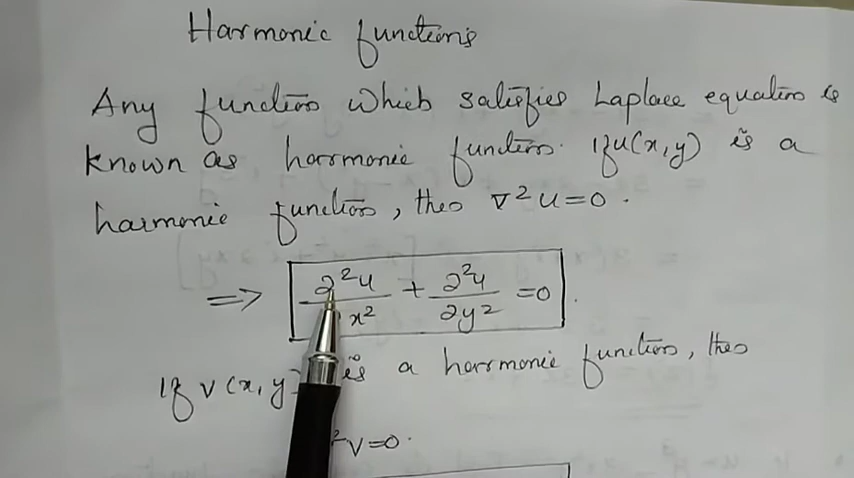 Harmonic functions
Any function which satisfies Laplace equation is
known as harmonic function. If u(x,y) is a
harmonic function, then ∇²u=0.
=> ∂²u/∂x² + ∂²u/∂y² =0.
If v(x,y) is a harmonic function, then
²v=0.